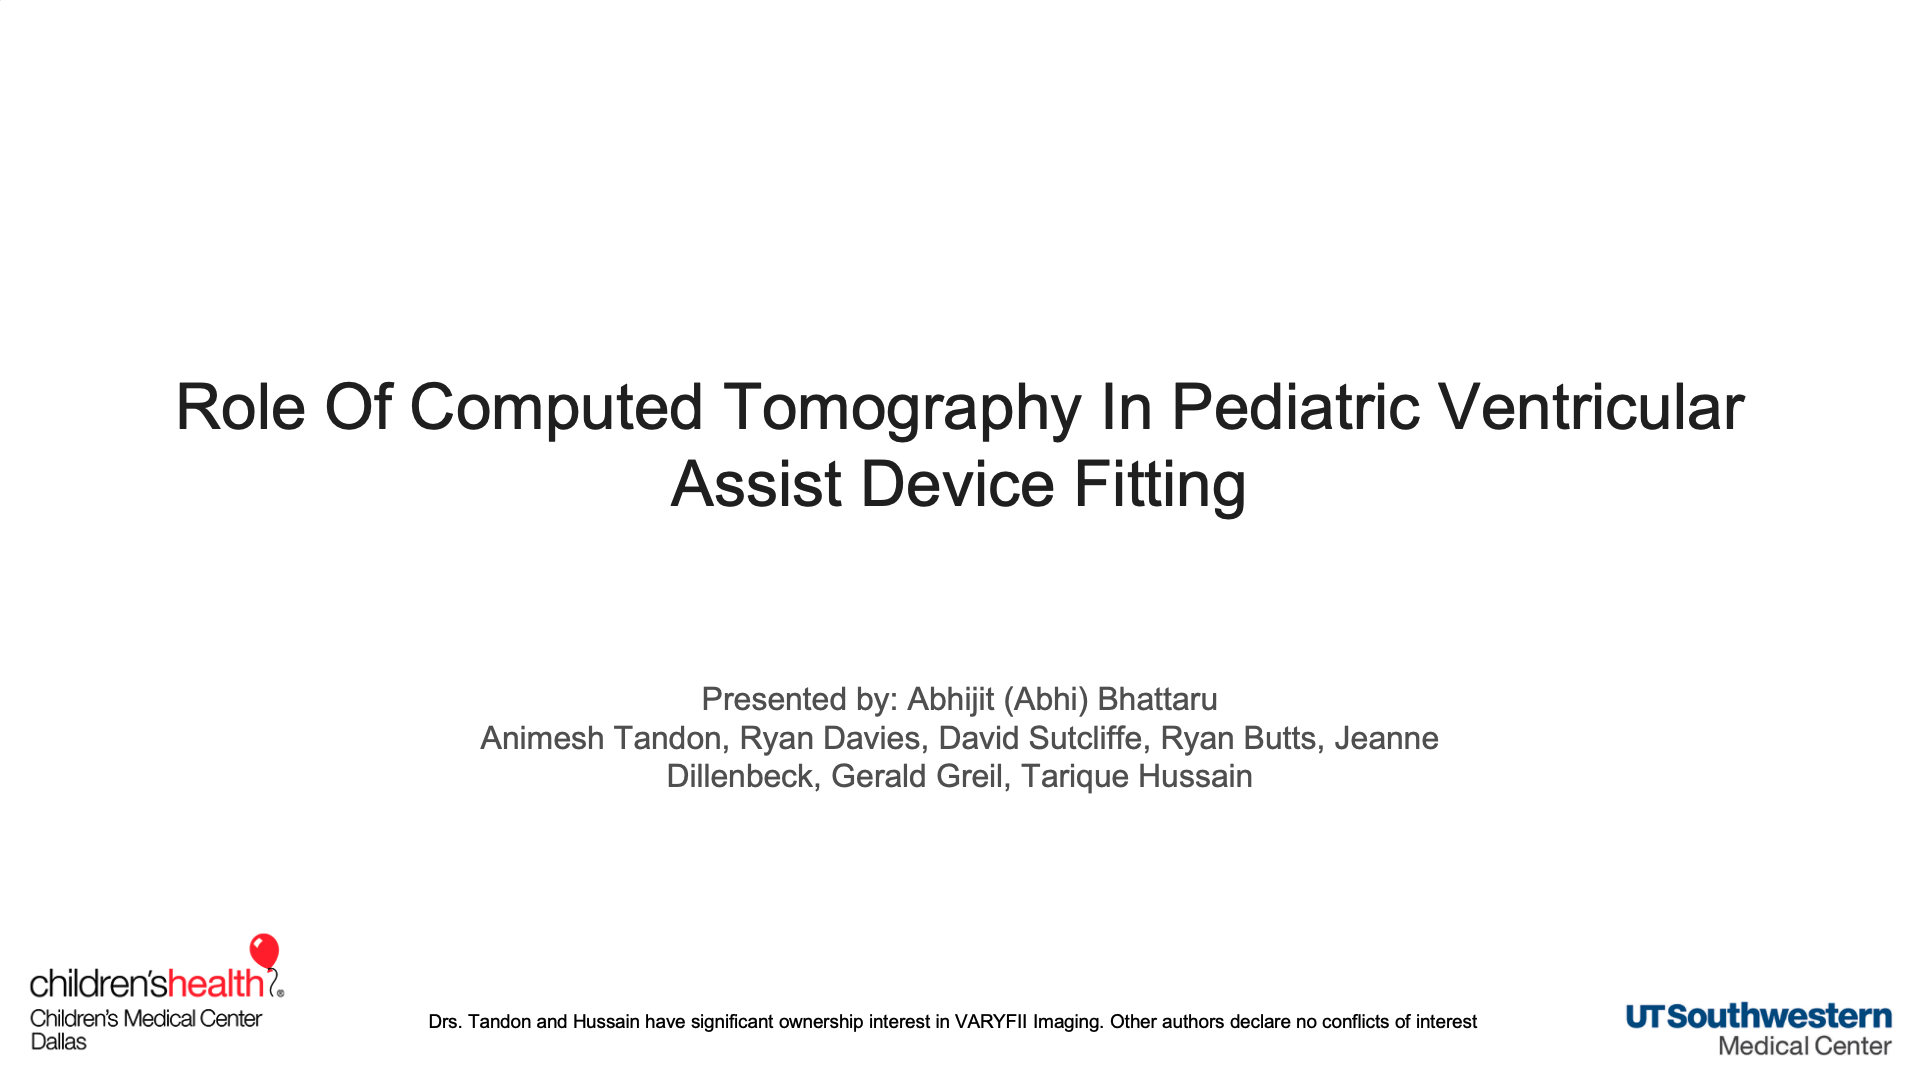 Role Of Computed Tomography In Pediatric Ventricular
Assist Device Fitting
Presented by: Abhijit (Abhi) Bhattaru
Animesh Tandon, Ryan Davies, David Sutcliffe, Ryan Butts, Jeanne
Dillenbeck, Gerald Greil, Tarique Hussain
children'shealth®
Children's Medical Center
Dallas
Drs. Tandon and Hussain have significant ownership interest in VARYFII Imaging. Other authors declare no conflicts of interest
UTSouthwestern
Medical Center